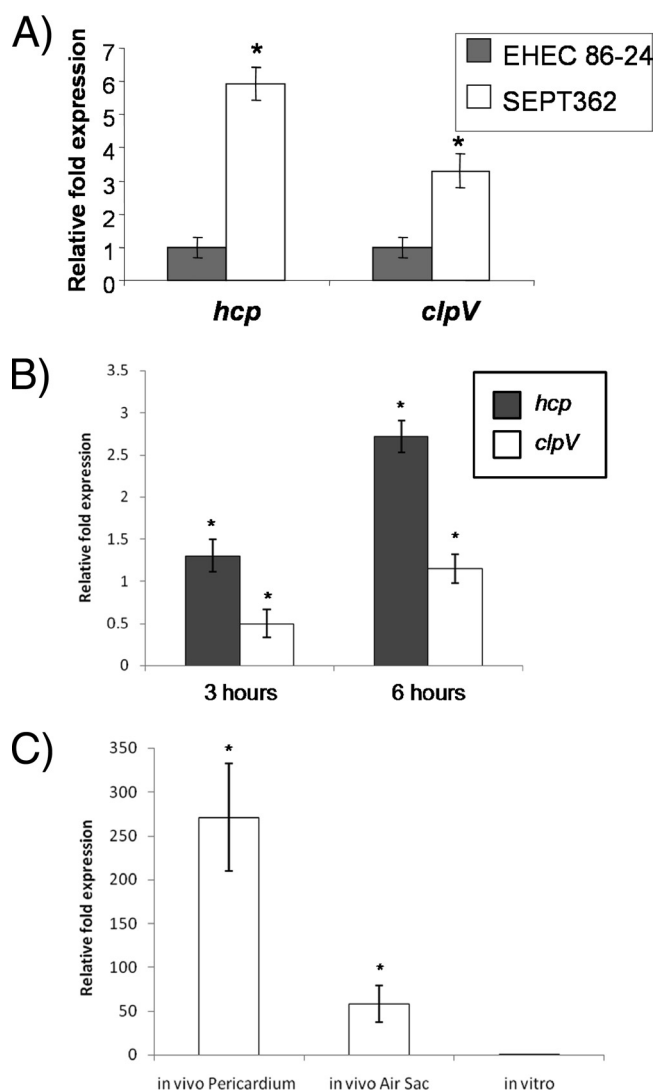 A)
Relative fold expression
7
6
5
4
3
2
1
0
*
*
hcp
clpV
EHEC 86-24
SEPT362
B)
Relative fold expression
3.5
3
2.5
2
1.5
1
0.5
0
*
*
*
*
3 hours
6 hours
hcp
clpV
C)
Relative fold expression
350
300
250
200
150
100
50
0
*
*
in vivo Pericardium
in vivo Air Sac
in vitro